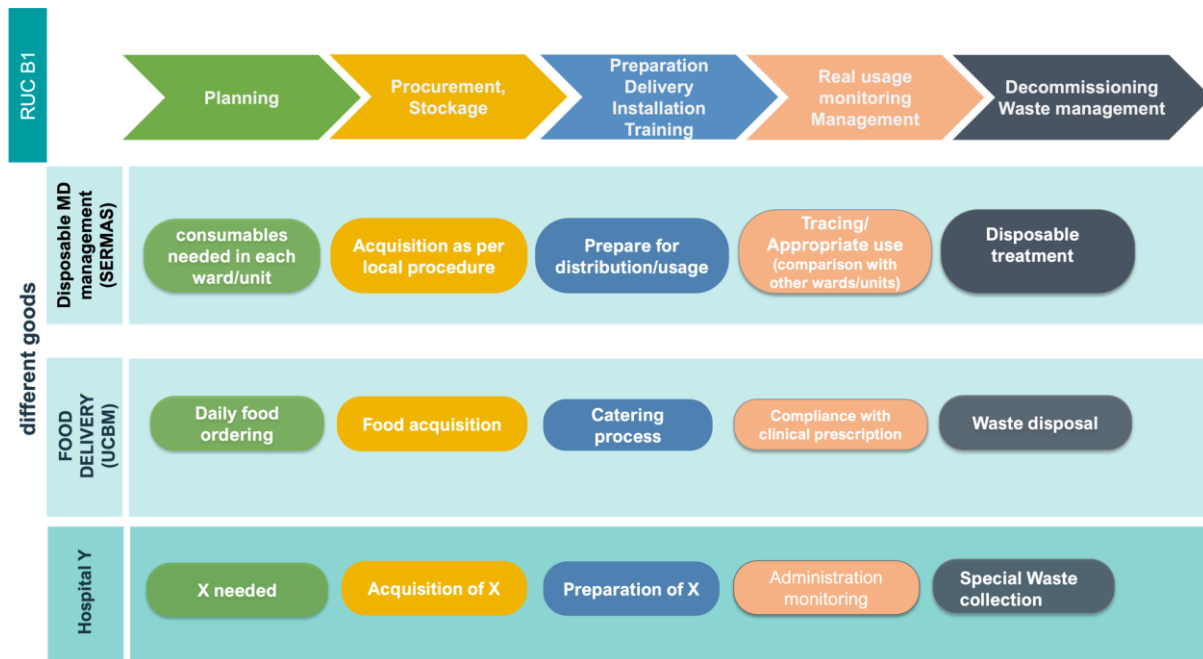 RUC B1
Planning
Procurement,
Stockage
Preparation
Delivery
Installation
Training
Real usage
monitoring
Management
Decommissioning
Waste management
different goods
Disposable MD
management
(SERMAS)
consumables
needed in each
ward/unit
Acquisition as per
local procedure
Prepare for
distribution/usage
Tracing/
Appropriate use
(comparison with
other wards/units)
Disposable
treatment
FOOD
DELIVERY
(UCBM)
Daily food
ordering
Food acquisition
Catering
process
Compliance with
clinical prescription
Waste disposal
Hospital Y
X needed
Acquisition of X
Preparation of X
Administration
monitoring
Special Waste
collection